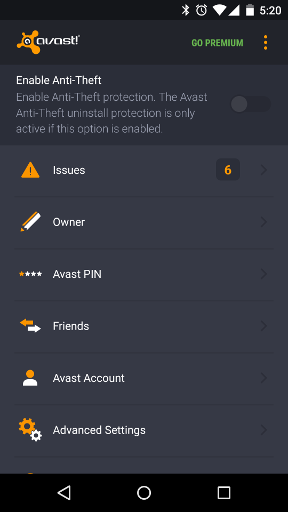 5:20
avast!
GO PREMIUM
Enable Anti-Theft
Enable Anti-Theft protection. The Avast
Anti-Theft uninstall protection is only
active if this option is enabled.
Issues 6
Owner
Avast PIN
Friends
Avast Account
Advanced Settings